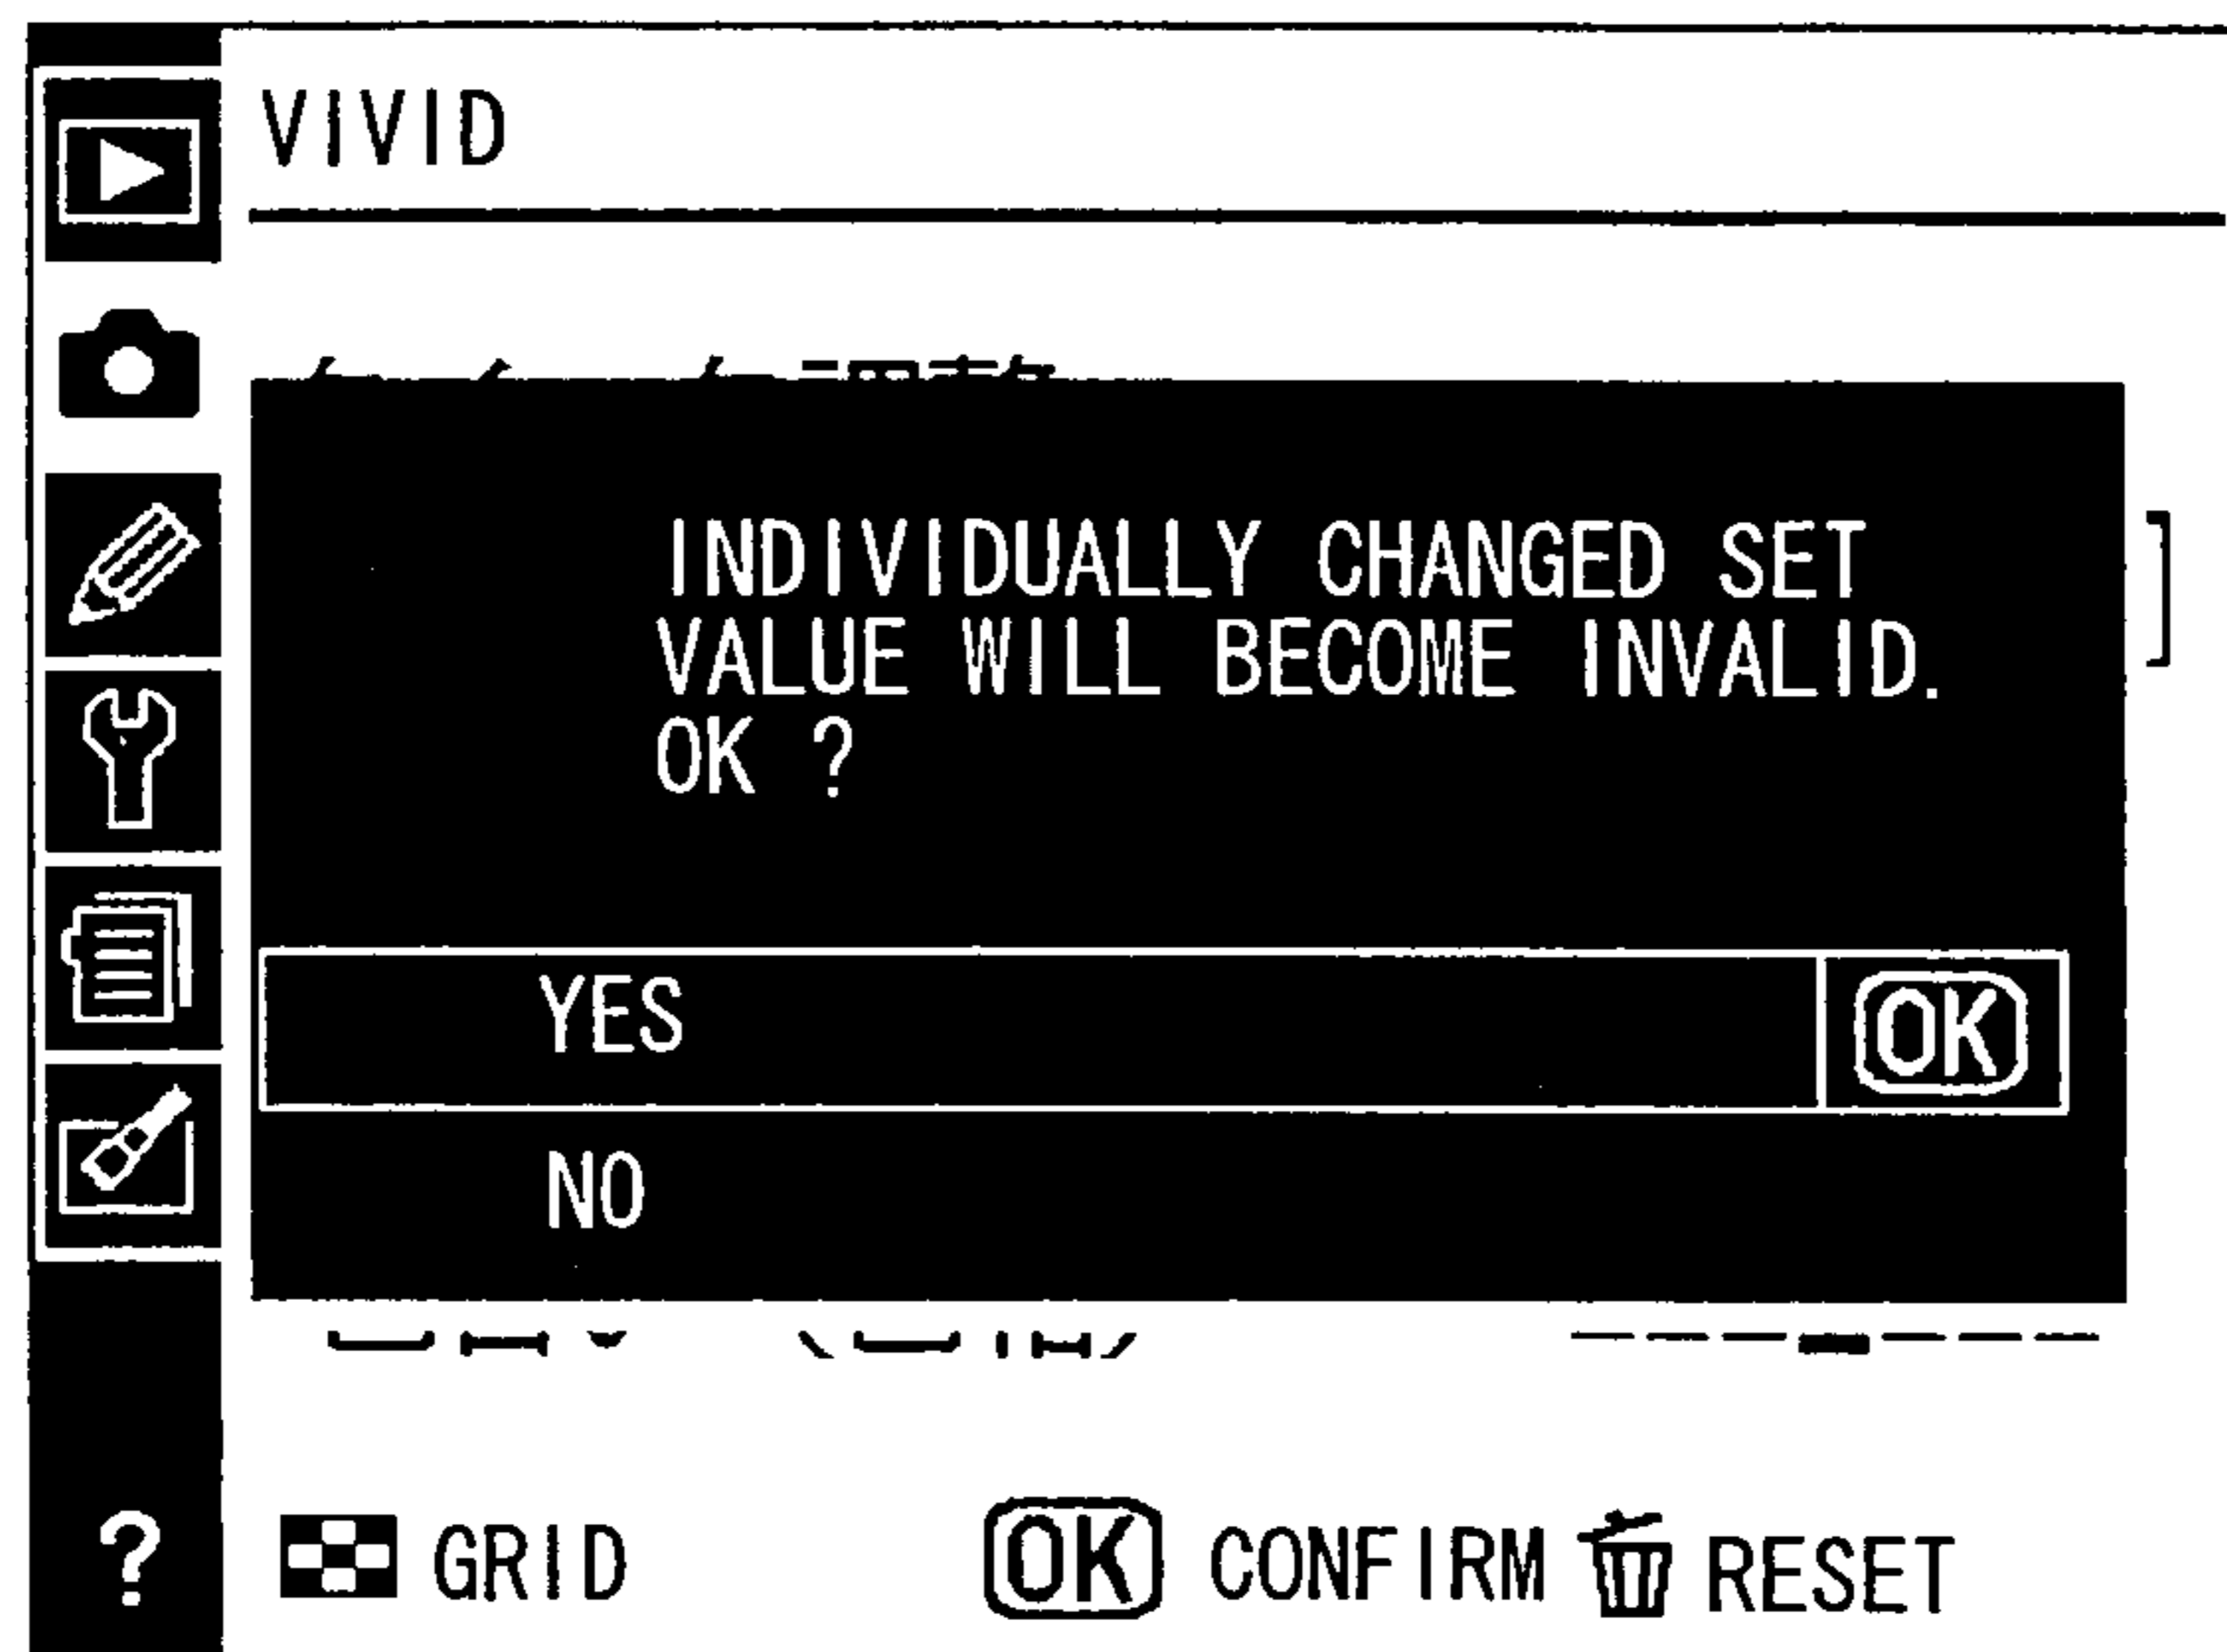 VIVID
INDIVIDUALLY CHANGED SET
VALUE WILL BECOME INVALID.
OK ?
YES OK
NO
? GRID OK CONFIRM RESET